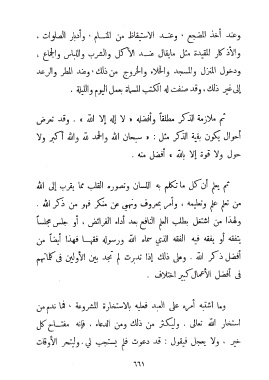 وعند أخذ المضجع ، وعند الاستيقاظ من المنام ، وأدبار الصلوات ،
والأذكار المقيدة مثل مايقال عند الأكل والشرب واللباس والجماع ،
ودخول المنزل والمسجد والخلاء والخروج من ذلك ، وعند المطر والرعد
إلى غير ذلك ، وقد صنفت له الكتب المسماة بعمل اليوم والليلة .
ثم ملازمة الذكر مطلقا وأفضله « لا إله إلا الله » . وقد تعرض
أحوال يكون بقية الذكر مثل : « سبحان الله والحمد لله والله أكبر ولا
حول ولا قوة إلا بالله » أفضل منه .
ثم يعلم أن كل ما تكلم به اللسان وتصوره القلب مما يقرب إلى الله
من تعلم علم وتعليمه ، وأمر بمعروف ونهى عن منكر فهو من ذكر الله .
ولهذا من اشتغل بطلب العلم النافع بعد أداء الفرائض ، أو جلس مجلسا
يتفقه أو يفقه فيه الفقه الذي سماه الله ورسوله فقها فهذا أيضا من
أفضل ذكر الله . وعلى ذلك إذا تدبرت لم تجد بين الأولين في كلماتهم
في أفضل الأعمال كبير اختلاف .
وما اشتبه أمره على العبد فعليه بالاستخارة المشروعة ، فما ندم من
استخار الله تعالى . وليكثر من ذلك ومن الدعاء ، فإنه مفتاح كل
خير ، ولا يعجل فيقول : قد دعوت فلم يستجب لي ، وليتحر الأوقات
٦٦١